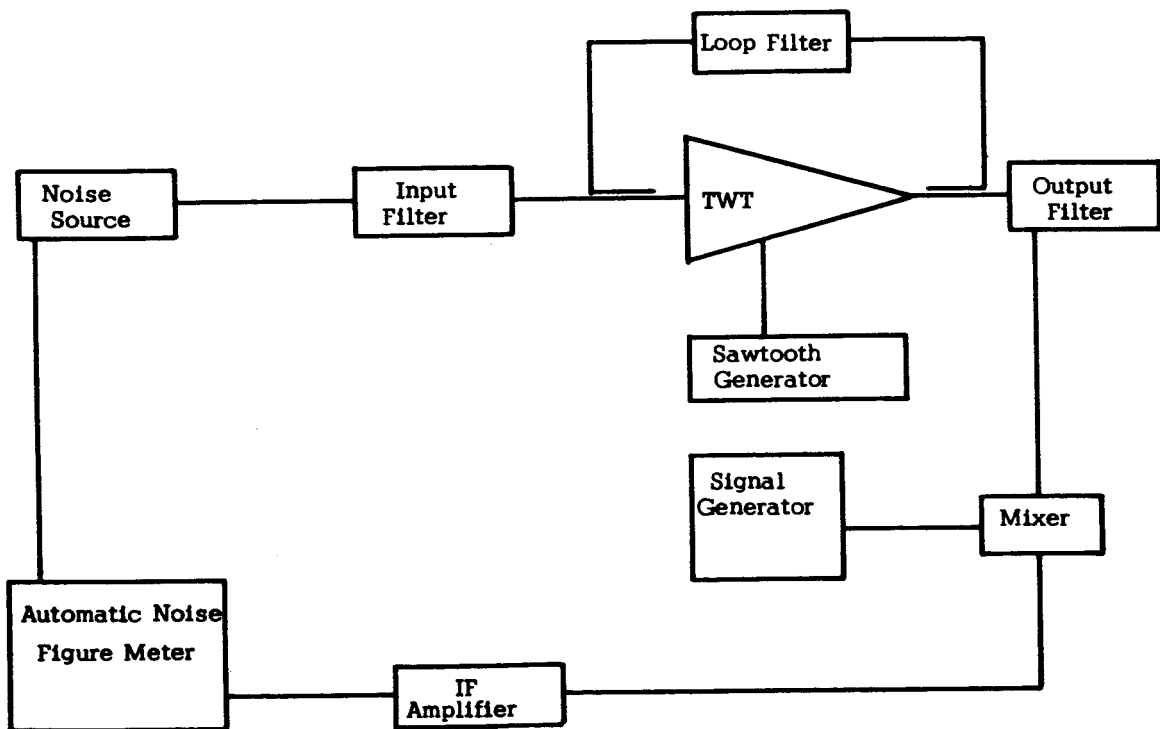 Loop Filter
Noise
Source
Input
Filter
TWT
Output
Filter
Sawtooth
Generator
Signal
Generator
Mixer
Automatic Noise
Figure Meter
IF
Amplifier